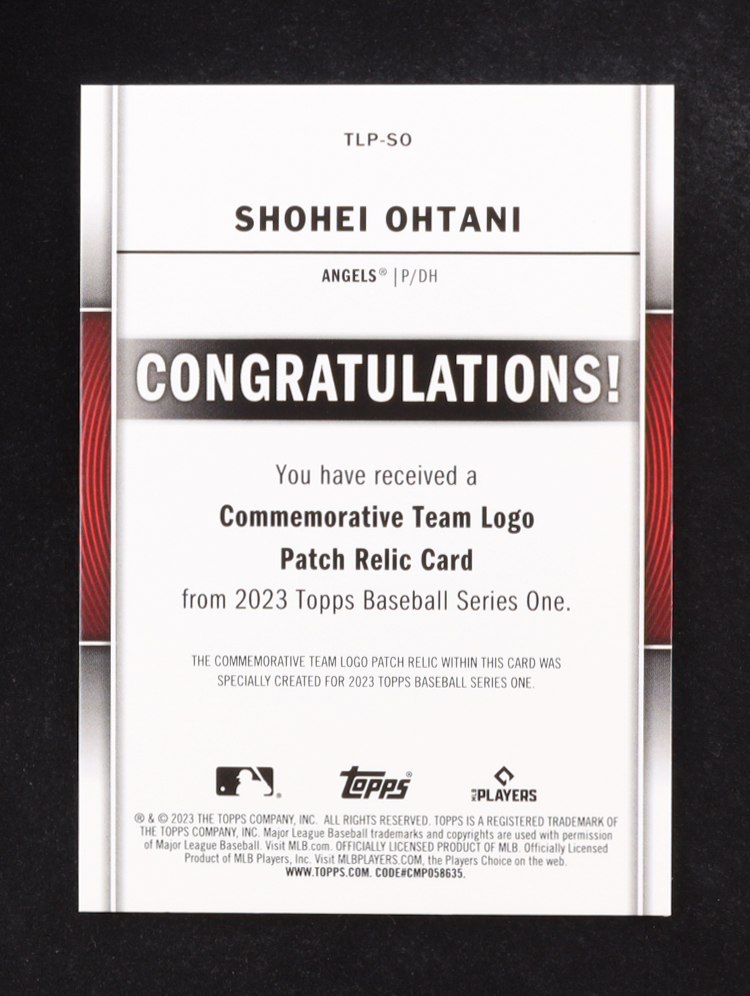 TLP-SO
SHOHEI OHTANI
ANGELS® | P/DH
CONGRATULATIONS!
You have received a
Commemorative Team Logo
Patch Relic Card
from 2023 Topps Baseball Series One.
THE COMMEMORATIVE TEAM LOGO PATCH RELIC WITHIN THIS CARD WAS
SPECIALLY CREATED FOR 2023 TOPPS BASEBALL SERIES ONE.
® topps® MLB PLAYERS
® & © 2023 THE TOPPS COMPANY, INC. ALL RIGHTS RESERVED. TOPPS IS A REGISTERED TRADEMARK OF
THE TOPPS COMPANY, INC. Major League Baseball trademarks and copyrights are used with permission
of Major League Baseball. Visit MLB.com. OFFICIALLY LICENSED PRODUCT OF MLB. Officially Licensed
Product of MLB Players, Inc. Visit MLBPLAYERS.COM, the Players Choice on the web.
WWW.TOPPS.COM. CODE#CMP058635.